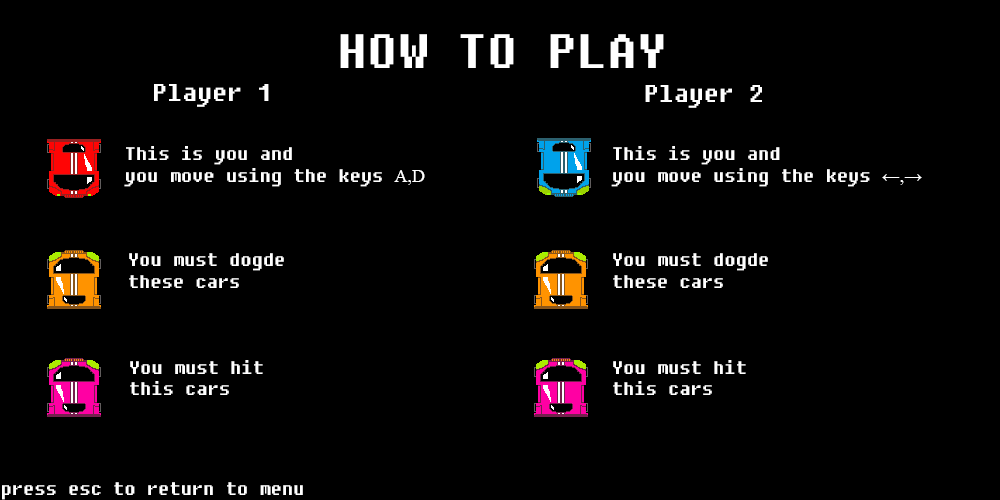 HOW TO PLAY
Player 1
This is you and
you move using the keys A,D
You must dogde
these cars
You must hit
this cars
Player 2
This is you and
you move using the keys ←,→
You must dogde
these cars
You must hit
this cars
press esc to return to menu